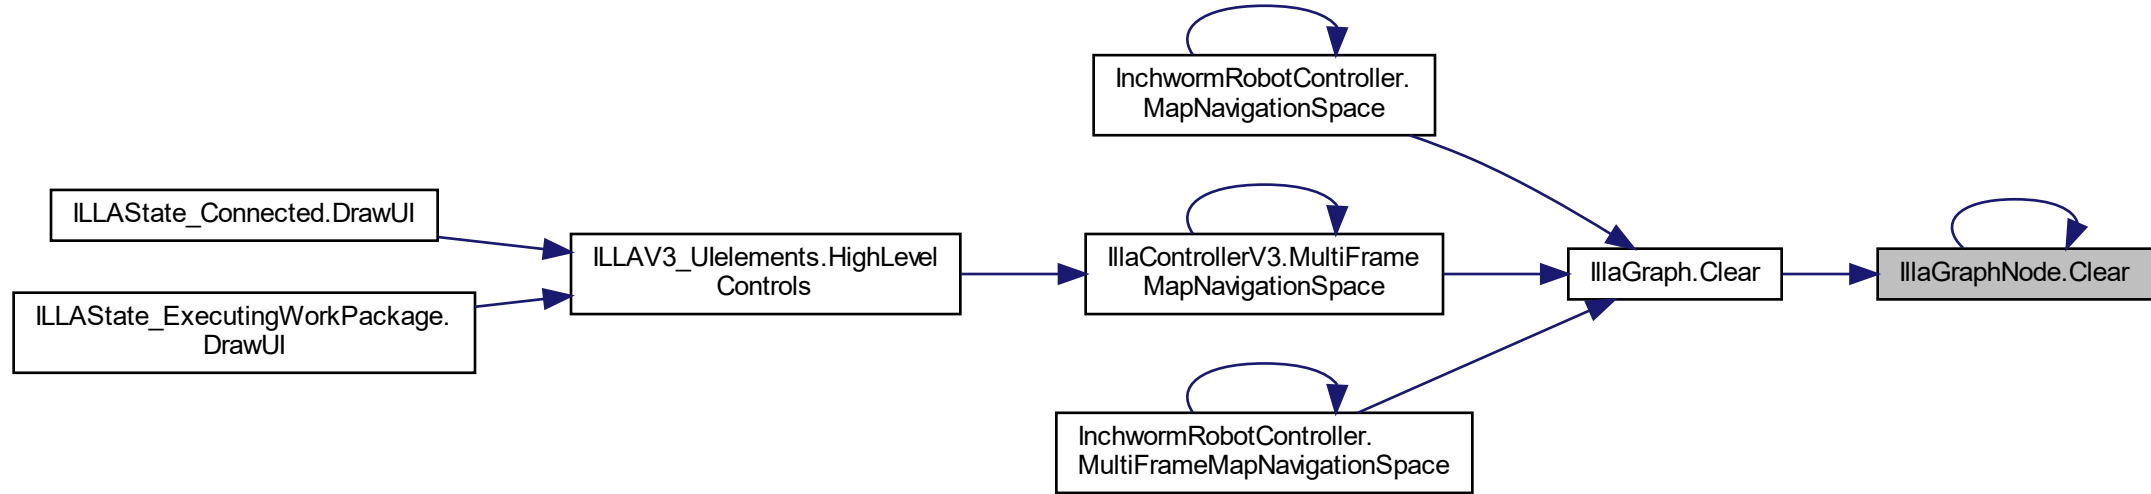 InchwormRobotController.
MapNavigationSpace
ILLAState_Connected.DrawUI
ILLAV3_UIelements.HighLevel
Controls
IllaControllerV3.MultiFrame
MapNavigationSpace
IllaGraph.Clear
IllaGraphNode.Clear
ILLAState_ExecutingWorkPackage.
DrawUI
InchwormRobotController.
MultiFrameMapNavigationSpace